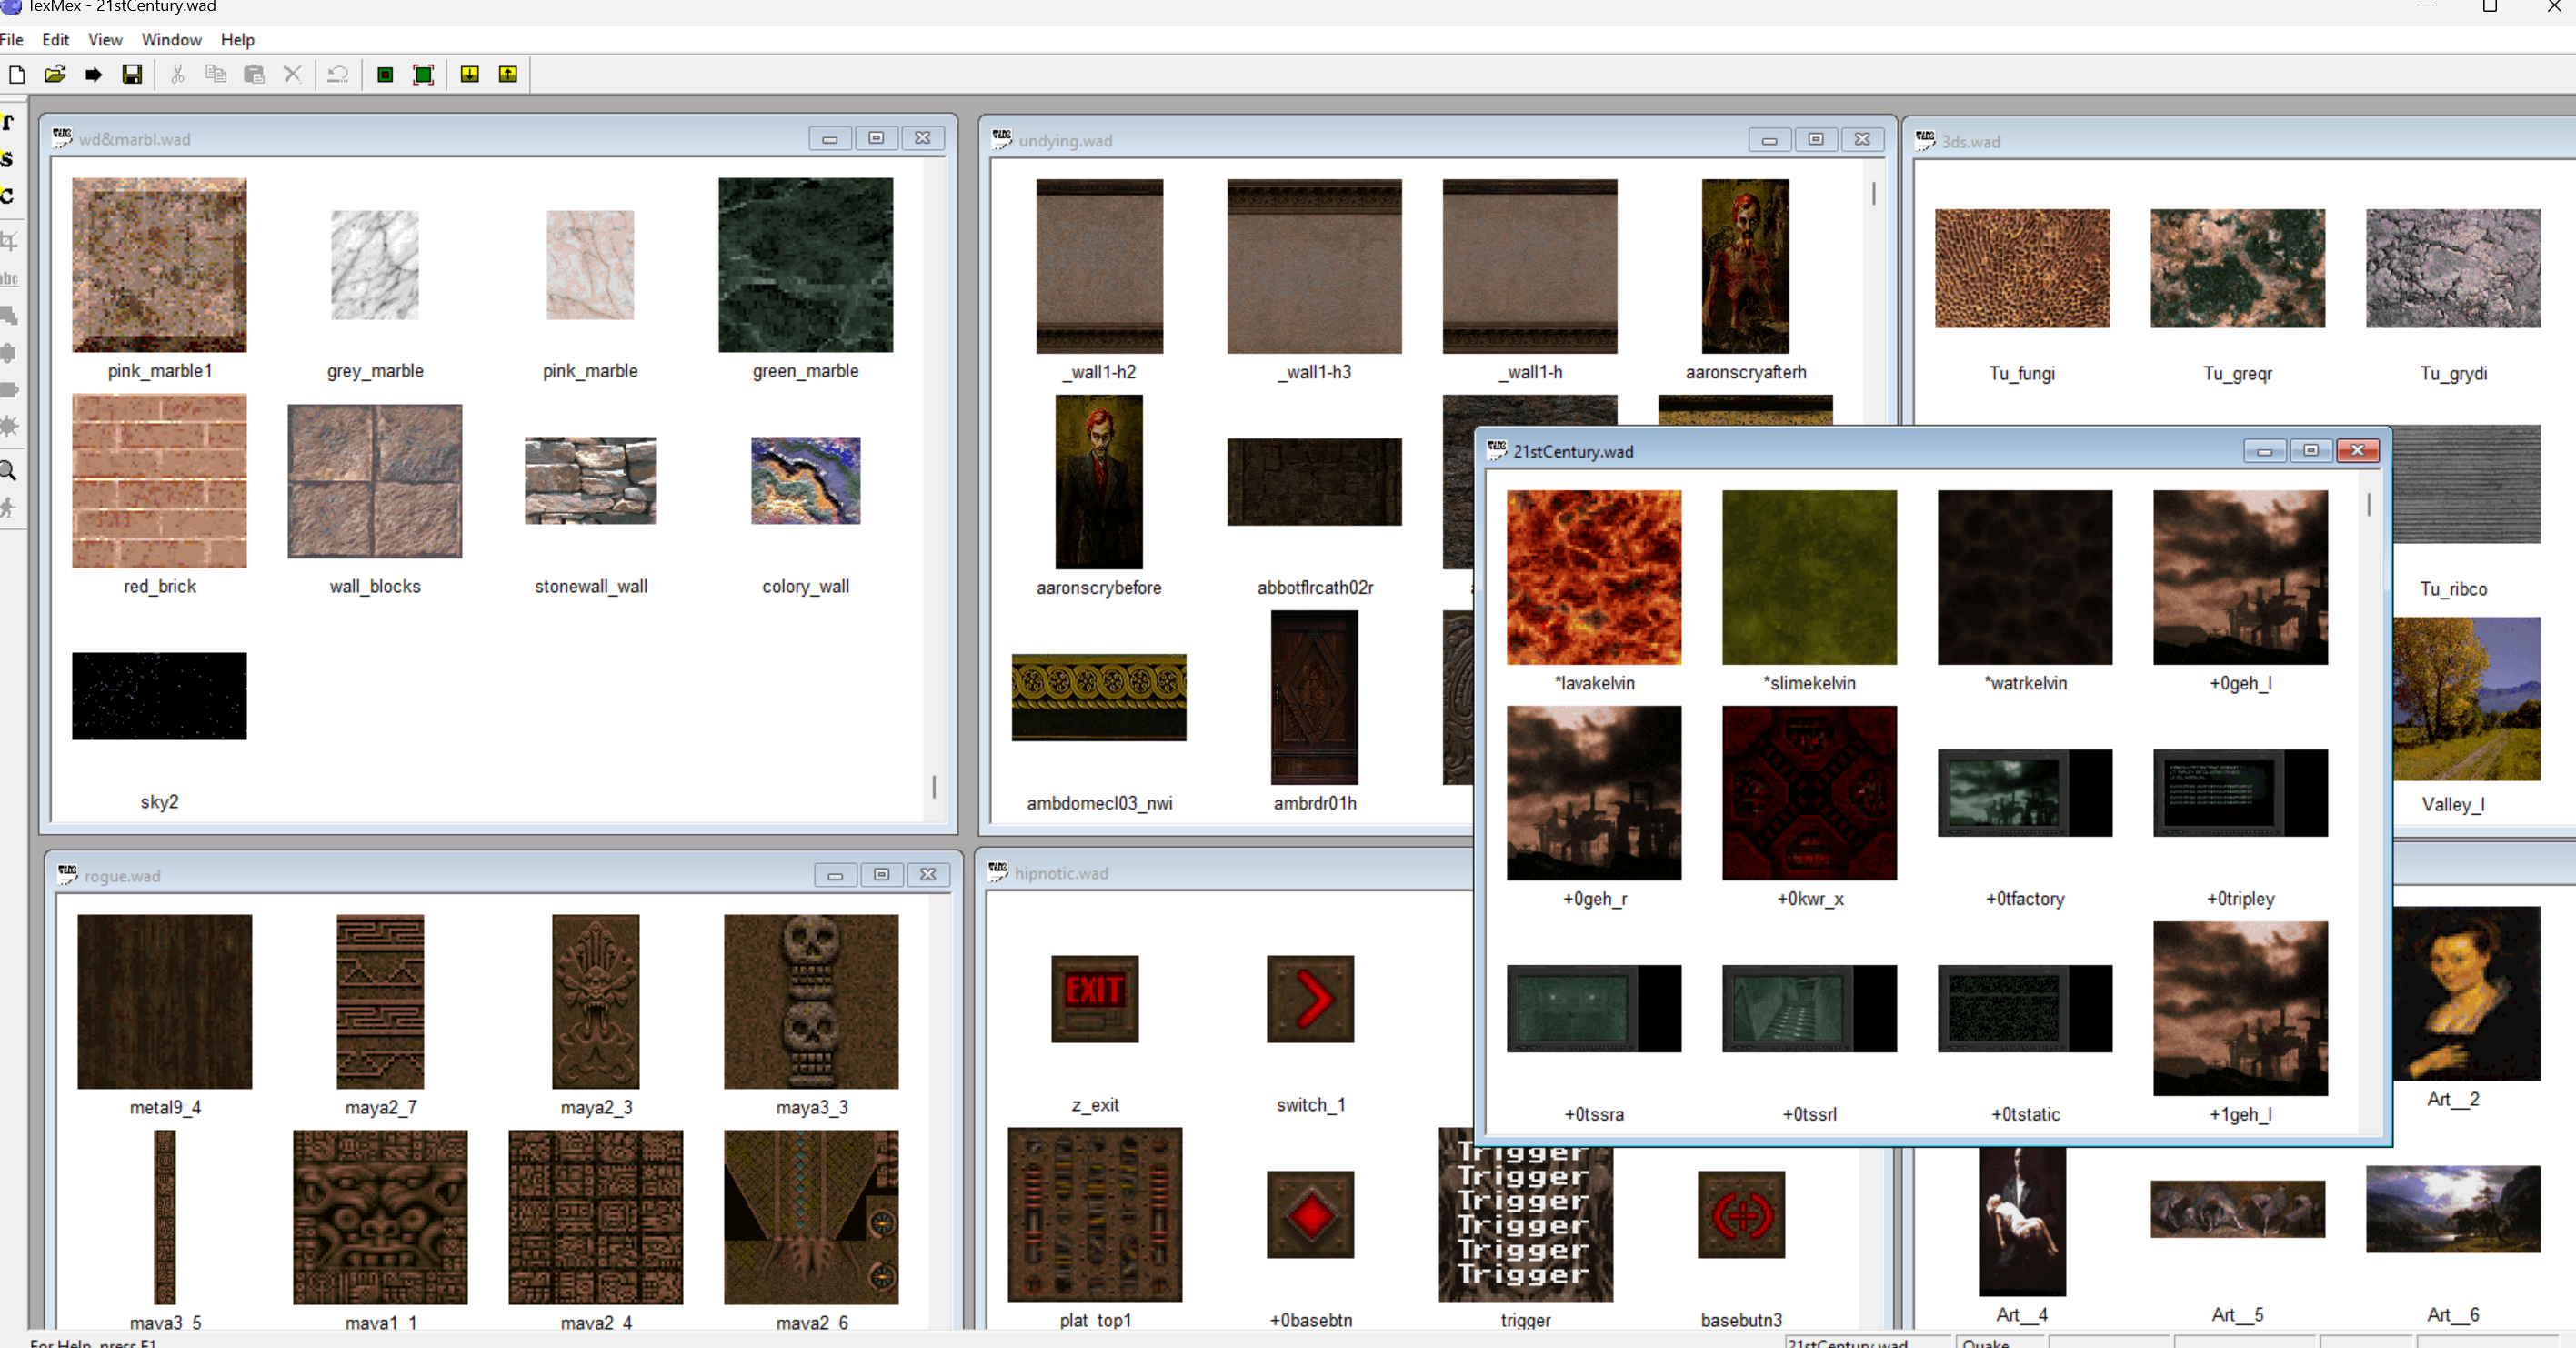 TexMex - 21stCentury.wad
File Edit View Window Help
wd&marbl.wad
pink_marble1 grey_marble pink_marble green_marble
red_brick wall_blocks stonewall_wall colory_wall
sky2
undying.wad
_wall1-h2 _wall1-h3 _wall1-h aaronscryafterh
aaronscrybefore abbotflrcath02r
ambdomecl03_nwi ambrdr01h
3ds.wad
Tu_fungi Tu_greqr Tu_grydi
Tu_ribco
Valley_l
21stCentury.wad
*lavakelvin *slimekelvin *watrkelvin +0geh_l
+0geh_r +0kwr_x +0tfactory +0tripley
+0tssra +0tssrl +0tstatic +1geh_l
rogue.wad
metal9_4 maya2_7 maya2_3 maya3_3
maya3_5 maya1_1 maya2_4 maya2_6
hipnotic.wad
EXIT
z_exit switch_1
Trigger
Trigger
Trigger
Trigger
Trigger
Trigger
plat_top1 +0basebtn trigger basebutn3
Art__2
Art__4 Art__5 Art__6
For Help, press F1
21stCentury.wad Quake